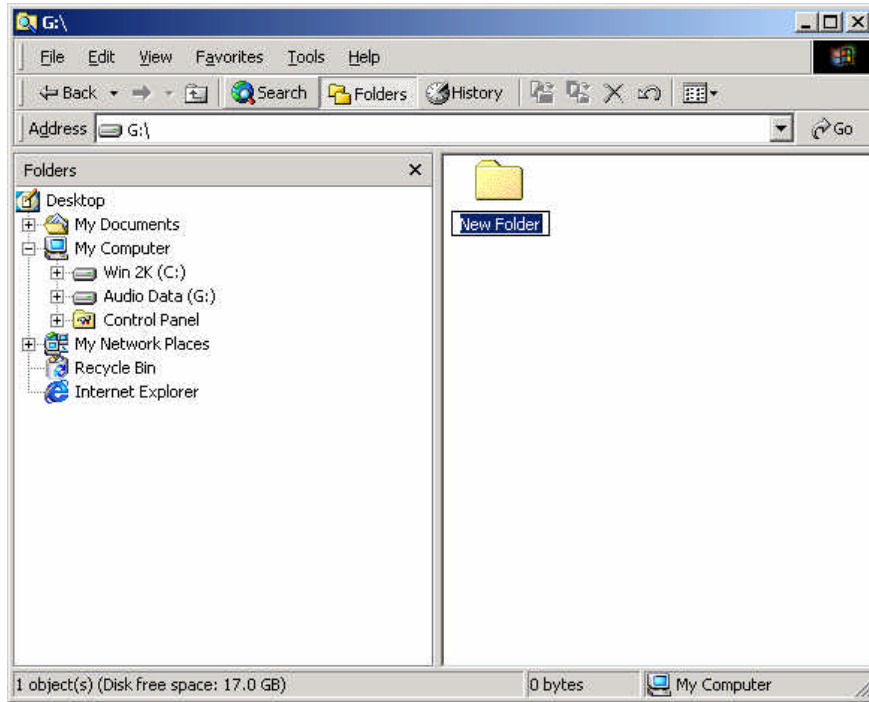 G:\
File Edit View Favorites Tools Help
Back Search Folders History
Address G:\ Go
Folders
Desktop
My Documents
My Computer
Win 2K (C:)
Audio Data (G:)
Control Panel
My Network Places
Recycle Bin
Internet Explorer
New Folder
1 object(s) (Disk free space: 17.0 GB) 0 bytes My Computer